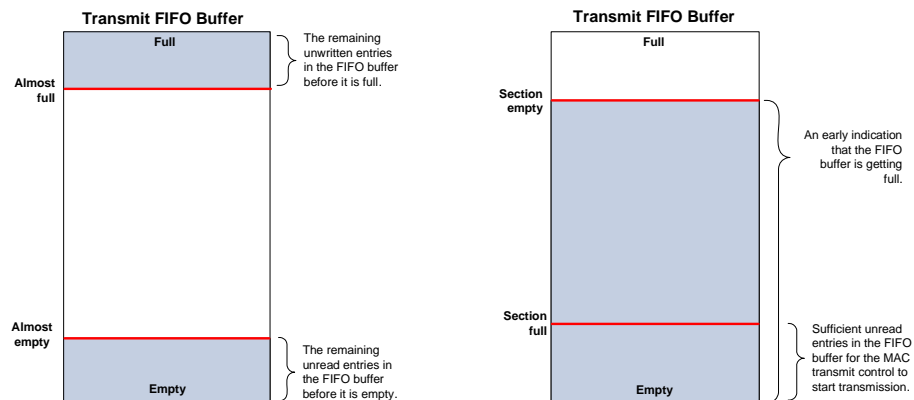 Transmit FIFO Buffer
Full
The remaining
unwritten entries
in the FIFO buffer
before it is full.
Almost
full
Almost
empty
The remaining
unread entries in
the FIFO buffer
before it is empty.
Empty
Transmit FIFO Buffer
Full
Section
empty
An early indication
that the FIFO
buffer is getting
full.
Section
full
Sufficient unread
entries in the FIFO
buffer for the MAC
transmit control to
start transmission.
Empty